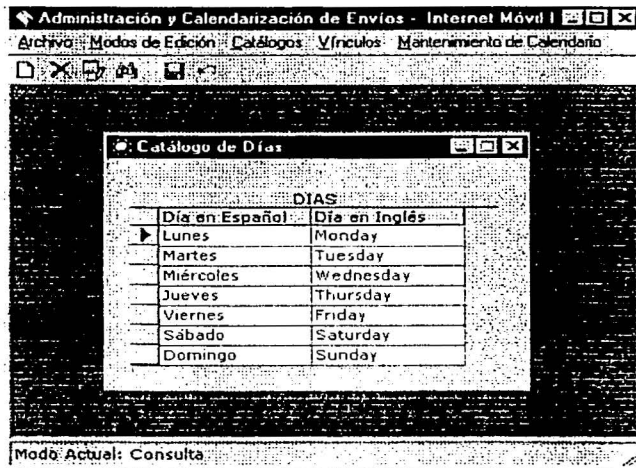 Administración y Calendarización de Envíos - Internet Móvil
Archivo Modos de Edición Catálogos Vínculos Mantenimiento de Calendario
Catálogo de Días
DIAS
Día en Español Día en Inglés
Lunes Monday
Martes Tuesday
Miércoles Wednesday
Jueves Thursday
Viernes Friday
Sábado Saturday
Domingo Sunday
Modo Actual: Consulta